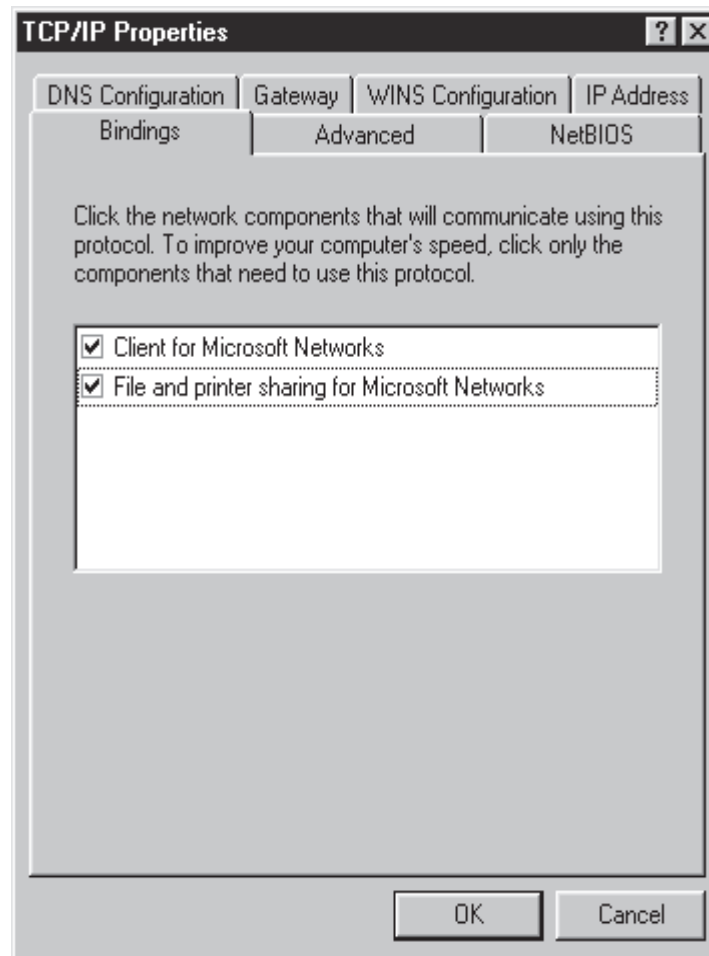 TCP/IP Properties
? X
DNS Configuration Gateway WINS Configuration IP Address
Bindings Advanced NetBIOS
Click the network components that will communicate using this
protocol. To improve your computer's speed, click only the
components that need to use this protocol.
Client for Microsoft Networks
File and printer sharing for Microsoft Networks
OK Cancel